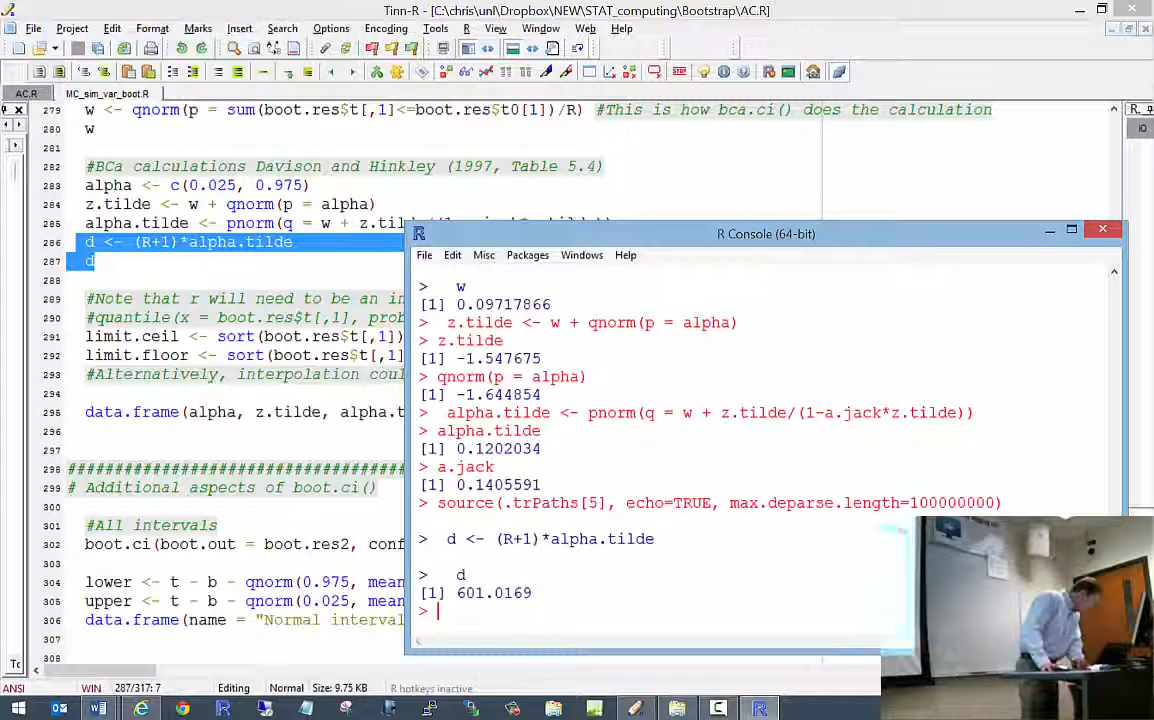 Tinn-R - [C:\chris\unl\Dropbox\NEW\STAT_computing\Bootstrap\AC.R]
File Project Edit Format Marks Insert Search Options Encoding Tools R View Window Web Help
AC.R MC_sim_var_boot.R
279 w <- qnorm(p = sum(boot.res$t[,1]<=boot.res$t0[1])/R) #This is how bca.ci() does the calculation
280 w
281
282 #BCa calculations Davison and Hinkley (1997, Table 5.4)
283 alpha <- c(0.025, 0.975)
284 z.tilde <- w + qnorm(p = alpha)
285 alpha.tilde <- pnorm(q = w + z.til
286 d <- (R+1)*alpha.tilde
287 d
288
289 #Note that r will need to be an in
290 #quantile(x = boot.res$t[,1], prob
291 limit.ceil <- sort(boot.res$t[,1])
292 limit.floor <- sort(boot.res$t[,1]
293 #Alternatively, interpolation coul
294
295 data.frame(alpha, z.tilde, alpha.t
296
297
298 ####################################
299 # Additional aspects of boot.ci()
300
301 #All intervals
302 boot.ci(boot.out = boot.res2, conf
303
304 lower <- t - b - qnorm(0.975, mean
305 upper <- t - b - qnorm(0.025, mean
306 data.frame(name = "Normal interval
307
308
R Console (64-bit)
File Edit Misc Packages Windows Help
> w
[1] 0.09717866
> z.tilde <- w + qnorm(p = alpha)
> z.tilde
[1] -1.547675
> qnorm(p = alpha)
[1] -1.644854
> alpha.tilde <- pnorm(q = w + z.tilde/(1-a.jack*z.tilde))
> alpha.tilde
[1] 0.1202034
> a.jack
[1] 0.1405591
> source(.trPaths[5], echo=TRUE, max.deparse.length=100000000)
> d <- (R+1)*alpha.tilde
> d
[1] 601.0169
>
ANSI WIN 287/317: 7 Editing Normal Size: 9.75 KB R hotkeys inactive